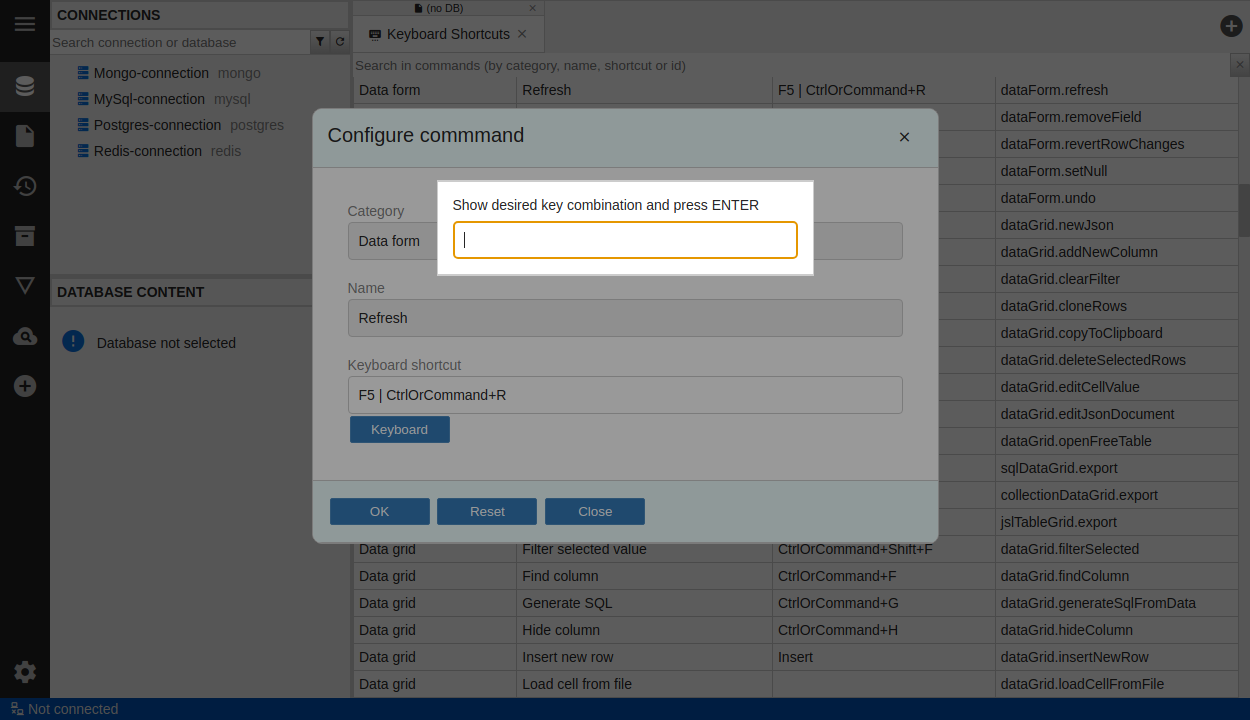 CONNECTIONS
Search connection or database
Mongo-connection mongo
MySql-connection mysql
Postgres-connection postgres
Redis-connection redis
DATABASE CONTENT
Database not selected
(no DB)
Keyboard Shortcuts
Search in commands (by category, name, shortcut or id)
Data form Refresh F5 | CtrlOrCommand+R dataForm.refresh
dataForm.removeField
dataForm.revertRowChanges
dataForm.setNull
dataForm.undo
dataGrid.newJson
dataGrid.addNewColumn
dataGrid.clearFilter
dataGrid.cloneRows
dataGrid.copyToClipboard
dataGrid.deleteSelectedRows
dataGrid.editCellValue
dataGrid.editJsonDocument
dataGrid.openFreeTable
sqlDataGrid.export
collectionDataGrid.export
jslTableGrid.export
Data grid Filter selected value CtrlOrCommand+Shift+F dataGrid.filterSelected
Data grid Find column CtrlOrCommand+F dataGrid.findColumn
Data grid Generate SQL CtrlOrCommand+G dataGrid.generateSqlFromData
Data grid Hide column CtrlOrCommand+H dataGrid.hideColumn
Data grid Insert new row Insert dataGrid.insertNewRow
Data grid Load cell from file dataGrid.loadCellFromFile
Configure commmand
Category
Data form
Show desired key combination and press ENTER
Name
Refresh
Keyboard shortcut
F5 | CtrlOrCommand+R
Keyboard
OK Reset Close
Not connected